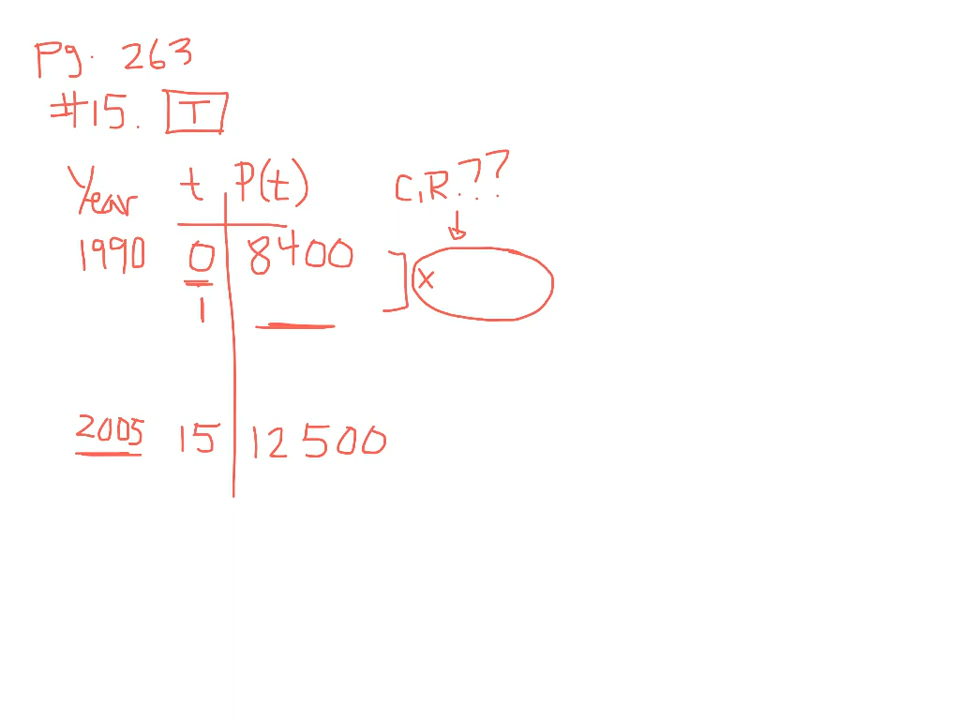 Pg. 263
#15. T
Year t P(t) C.R.??
1990 0 8400
x
1
2005 15 12500